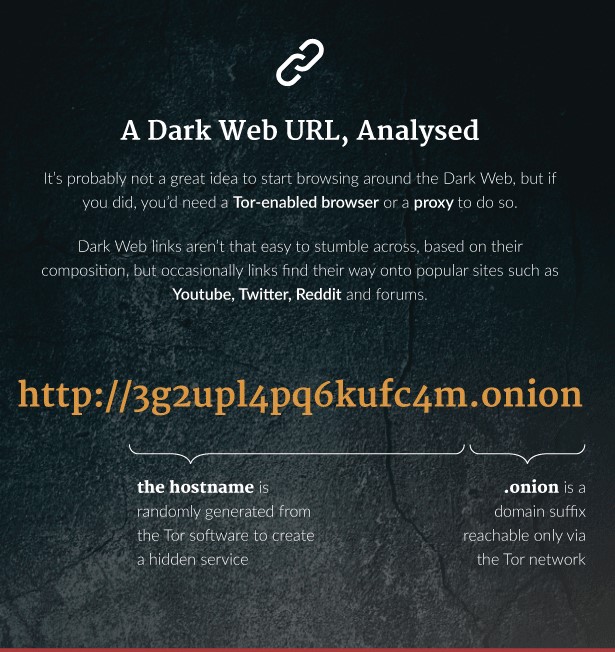 A Dark Web URL, Analysed
It's probably not a great idea to start browsing around the Dark Web, but if
you did, you'd need a Tor-enabled browser or a proxy to do so.
Dark Web links aren't that easy to stumble across, based on their
composition, but occasionally links find their way onto popular sites such as
Youtube, Twitter, Reddit and forums.
http://3g2upl4pq6kufc4m.onion
the hostname is
randomly generated from
the Tor software to create
a hidden service
.onion is a
domain suffix
reachable only via
the Tor network